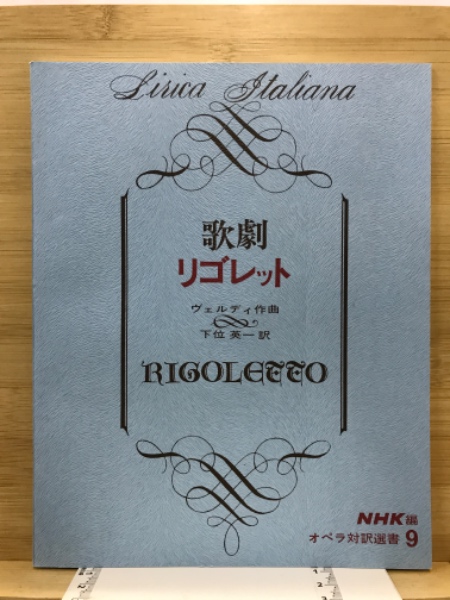 Lirica Italiana
歌劇
リゴレット
ヴェルディ作曲
下位英一訳
RIGOLETTO
NHK編
オペラ対訳選書 9